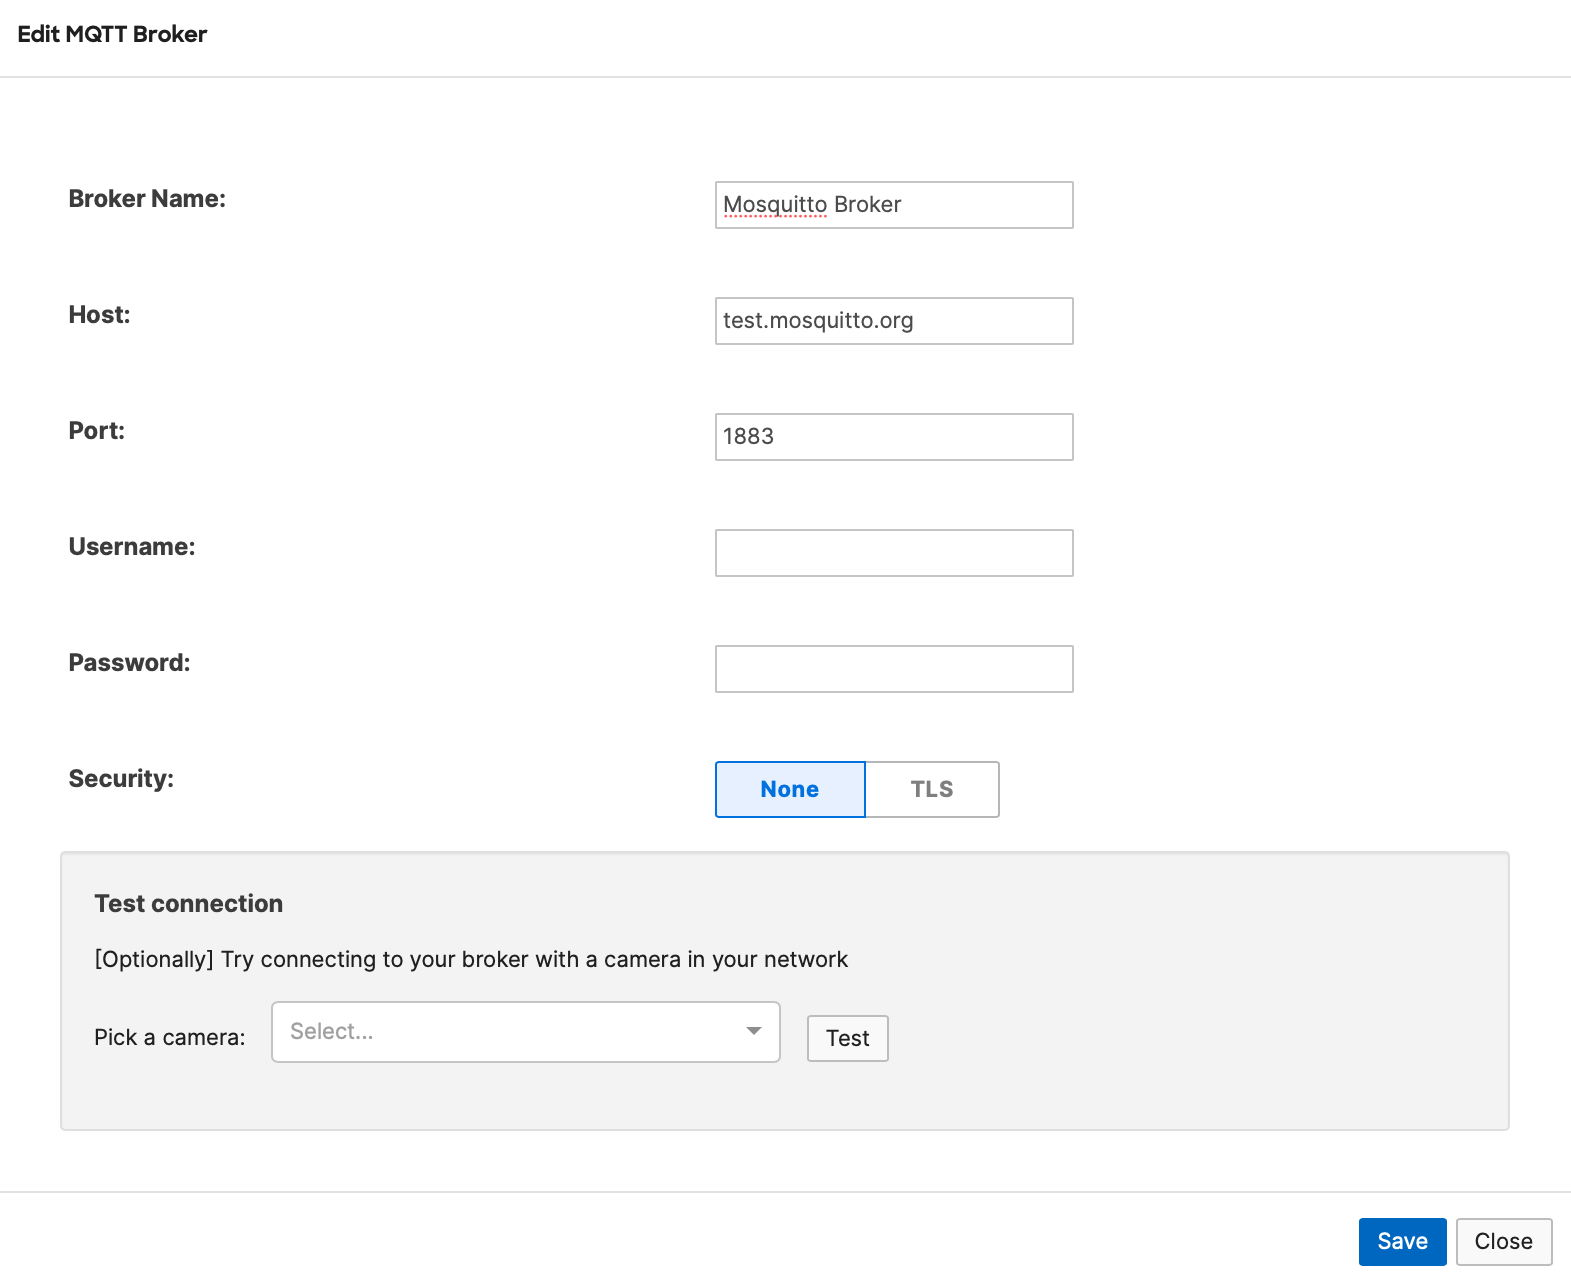 Edit MQTT Broker
Broker Name:
Mosquitto Broker
Host:
test.mosquitto.org
Port:
1883
Username:
Password:
Security:
None TLS
Test connection
[Optionally] Try connecting to your broker with a camera in your network
Pick a camera: Select... Test
Save Close